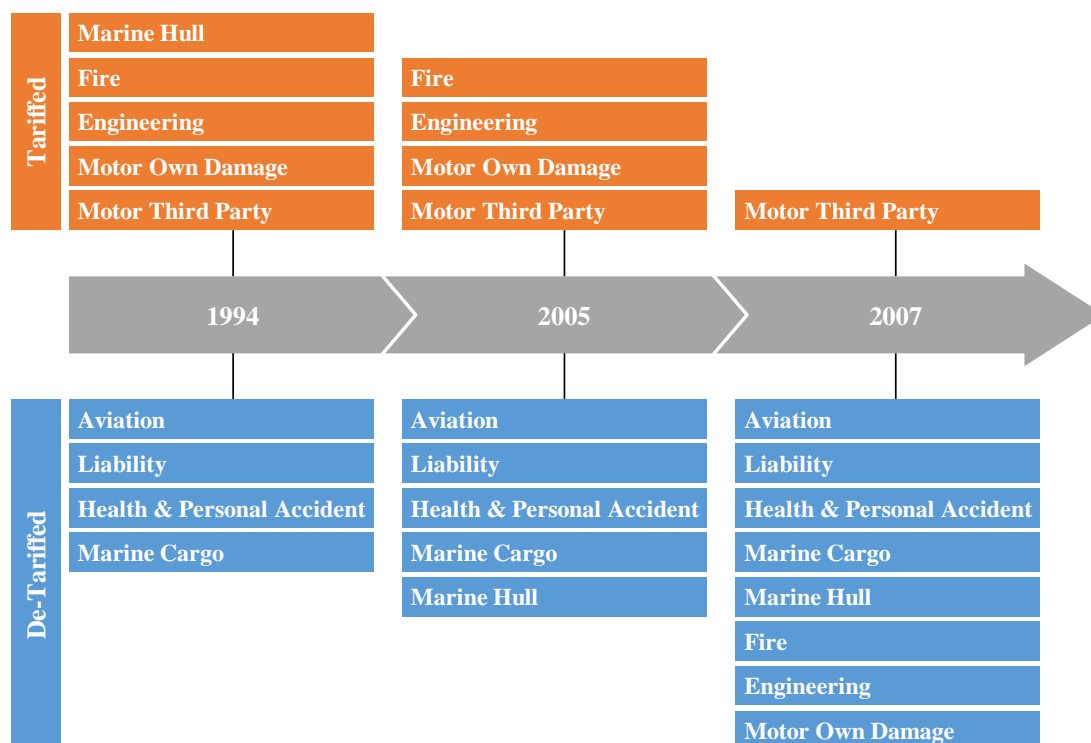 Tariffed
Marine Hull
Fire
Engineering
Motor Own Damage
Motor Third Party
Fire
Engineering
Motor Own Damage
Motor Third Party
Motor Third Party
1994
2005
2007
De-Tariffed
Aviation
Liability
Health & Personal Accident
Marine Cargo
Aviation
Liability
Health & Personal Accident
Marine Cargo
Marine Hull
Aviation
Liability
Health & Personal Accident
Marine Cargo
Marine Hull
Fire
Engineering
Motor Own Damage